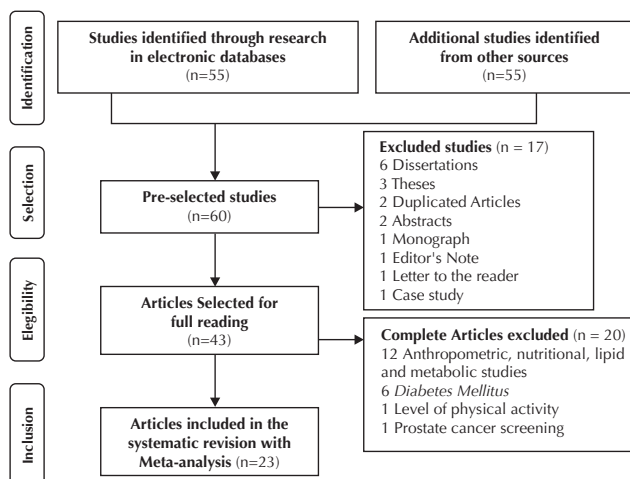 Identification
Studies identified through research
in electronic databases
(n=55)
Additional studies identified
from other sources
(n=55)
Selection
Pre-selected studies
(n=60)
Excluded studies (n = 17)
6 Dissertations
3 Theses
2 Duplicated Articles
2 Abstracts
1 Monograph
1 Editor's Note
1 Letter to the reader
1 Case study
Elegibility
Articles Selected for
full reading
(n=43)
Complete Articles excluded (n = 20)
12 Anthropometric, nutritional, lipid
and metabolic studies
6 Diabetes Mellitus
1 Level of physical activity
1 Prostate cancer screening
Inclusion
Articles included in the
systematic revision with
Meta-analysis (n=23)